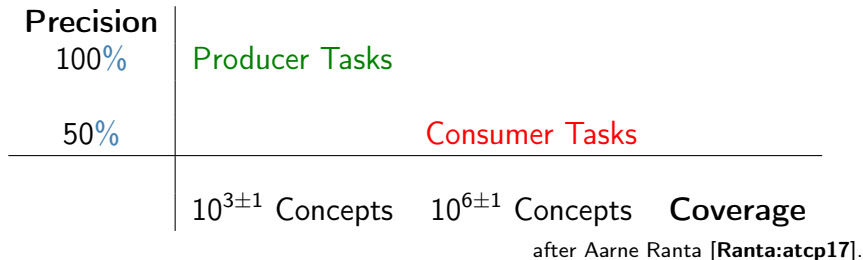 Precision
100% Producer Tasks
50% Consumer Tasks
10^{3±1} Concepts 10^{6±1} Concepts Coverage
after Aarne Ranta [Ranta:atcp17].